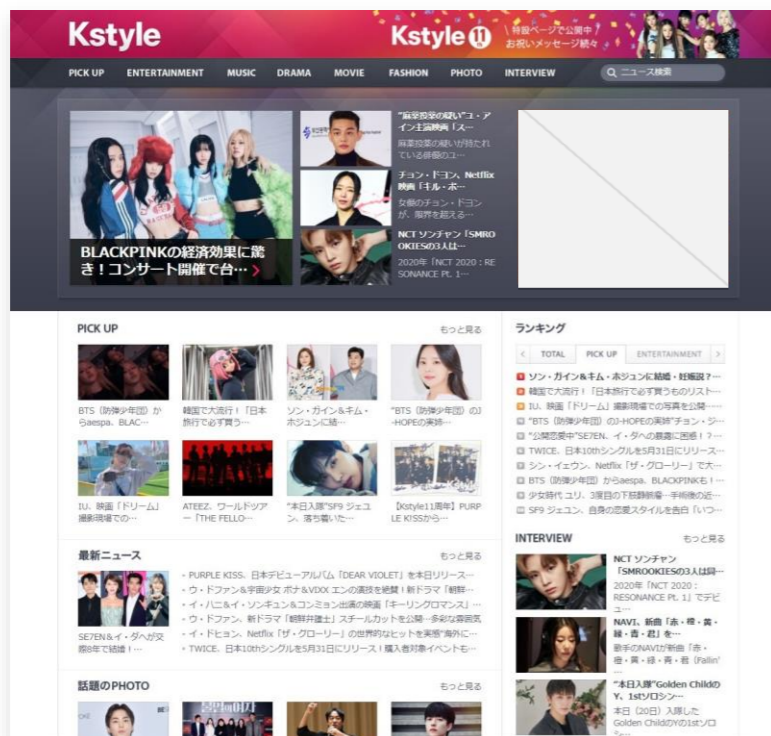 Kstyle
Kstyle 11
\ 特設ページで公開中 /
お祝いメッセージ続々
PICK UP ENTERTAINMENT MUSIC DRAMA MOVIE FASHION PHOTO INTERVIEW
ニュース検索
BLACKPINKの経済効果に驚
き！コンサート開催で台…
"麻薬投薬の疑い"ユ・ア
イン主演映画「ス…
麻薬投薬の疑いが持たれ
ている俳優のユ…
チョン・ドヨン、Netflix
映画「キル・ボ…
女優のチョン・ドヨン
が、限界を超える…
NCT ソンチャン「SMRO
OKIESの3人は…
2020年「NCT 2020 : RE
SONANCE Pt. 1…
PICK UP
もっと見る
BTS（防弾少年団）か
らaespa、BLAC…
韓国で大流行！「日本
旅行で必ず買う…
ソン・ガイン＆キム・
ホジュンに結…
"BTS（防弾少年団）のJ
-HOPEの実姉…
IU、映画「ドリーム」
撮影現場での…
ATEEZ、ワールドツア
ー「THE FELLO…
"本日入隊"SF9 ジェユ
ン、落ち着いた…
【Kstyle11周年】PURP
LE KISSから…
最新ニュース
もっと見る
SE7EN＆イ・ダヘが交
際8年で結婚！…
・PURPLE KISS、日本デビューアルバム「DEAR VIOLET」を本日リリース…
・ウ・ドファン＆宇宙少女 ボナ＆VIXX エンの演技を絶賛！新ドラマ「朝鮮…
・イ・ハニ＆イ・ソンギュン＆コンミョン出演の映画「キーリングロマンス」…
・ウ・ドファン、新ドラマ「朝鮮弁護士」スチールカットを公開…多彩な雰囲気
・イ・ドヒョン、Netflix「ザ・グローリー」の世界的なヒットを実感"海外に…
・TWICE、日本10thシングルを5月31日にリリース！購入者対象イベントも…
話題のPHOTO
もっと見る
ランキング
TOTAL PICK UP ENTERTAINMENT
ソン・ガイン＆キム・ホジュンに結婚・妊娠説？…
韓国で大流行！「日本旅行で必ず買うものリスト…
IU、映画「ドリーム」撮影現場での写真を公開……
"BTS（防弾少年団）のJ-HOPEの実姉"チョン・ジ…
"公開恋愛中"SE7EN、イ・ダヘの暴露に困惑！？…
TWICE、日本10thシングルを5月31日にリリース…
シン・イェウン、Netflix「ザ・グローリー」で大…
BTS（防弾少年団）からaespa、BLACKPINKも！…
少女時代 ユリ、3度目の下肢静脈瘤…手術後の近…
SF9 ジェユン、自身の恋愛スタイルを告白「いつ…
INTERVIEW
もっと見る
NCT ソンチャン
「SMROOKIESの3人は同…
2020年「NCT 2020 :
RESONANCE Pt. 1」でデビ
ュ…
NAVI、新曲「赤・橙・黄・
緑・青・君」を…
歌手のNAVIが新曲「赤・
橙・黄・緑・青・君（Fallin'
"本日入隊"Golden Childの
Y、1stソロシン…
本日（20日）入隊した
Golden ChildのYの1stソロ